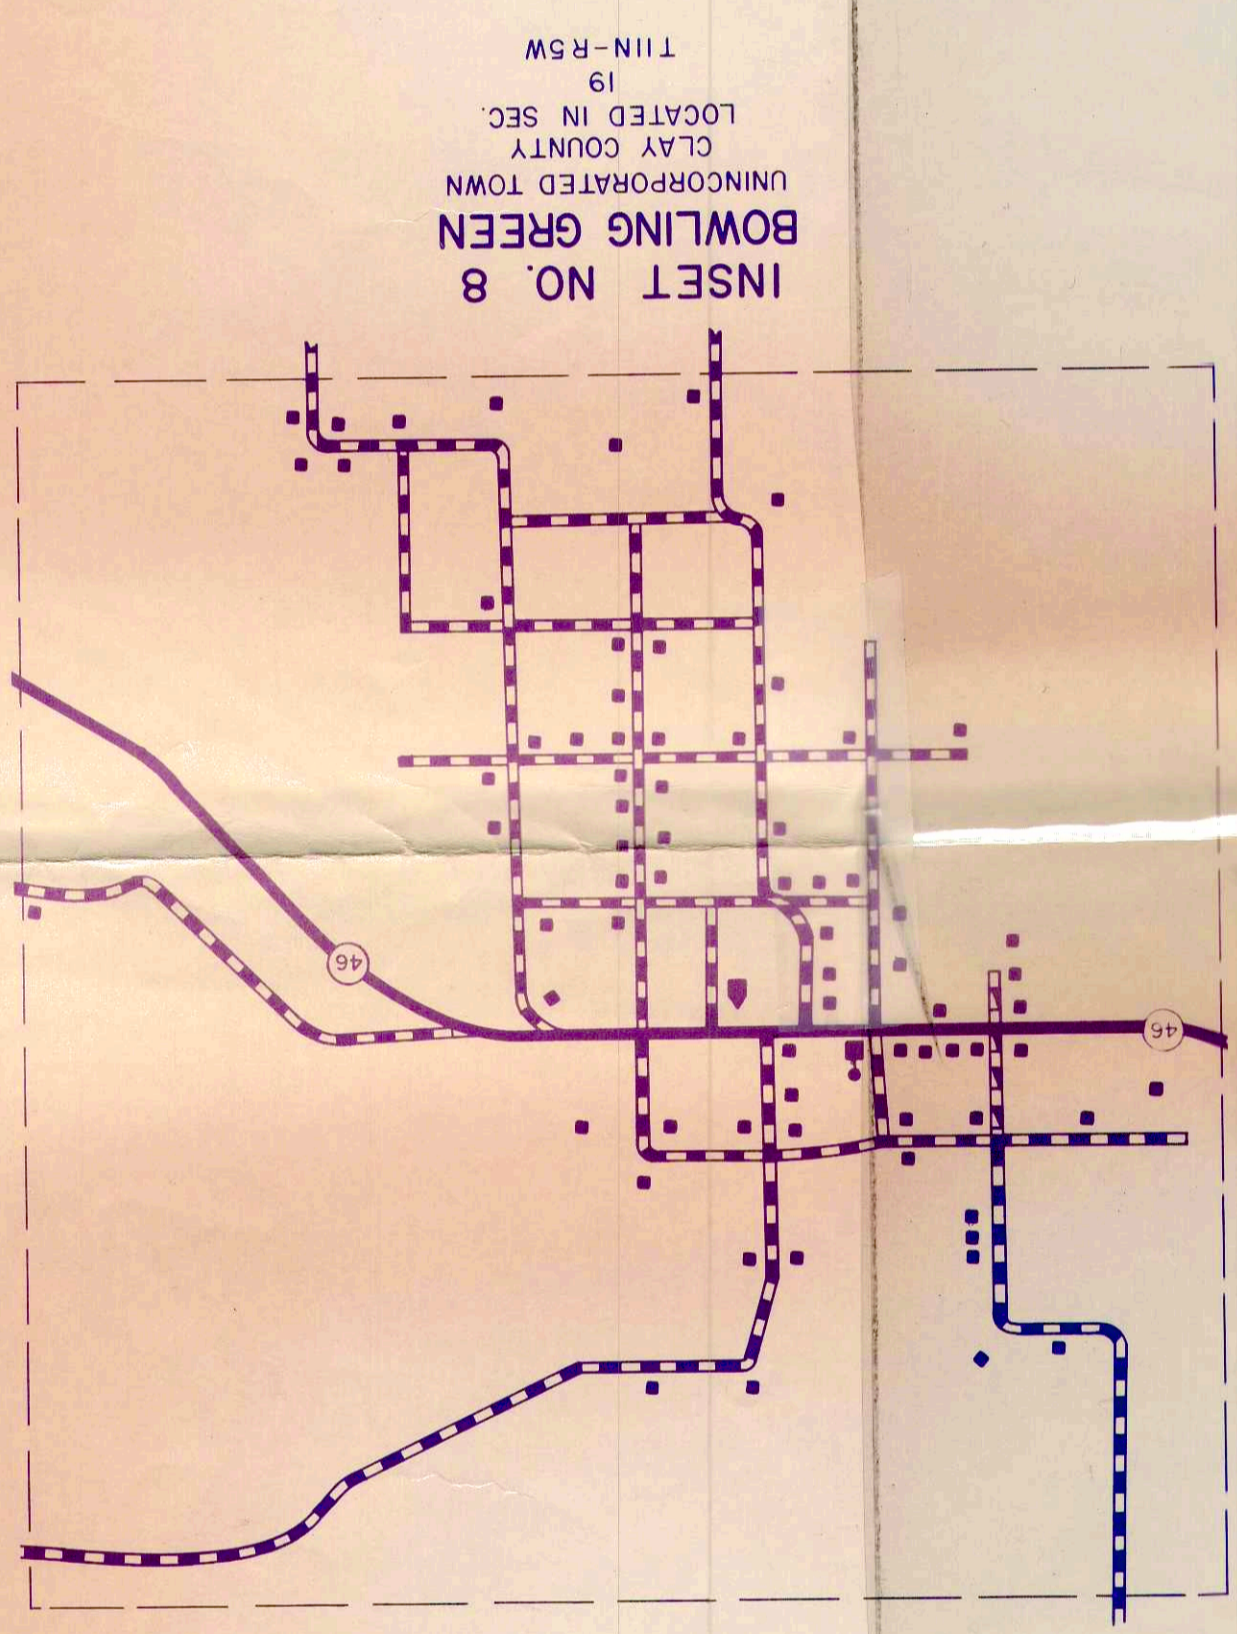 46
46
INSET NO. 8
BOWLING GREEN
UNINCORPORATED TOWN
CLAY COUNTY
LOCATED IN SEC.
19
T11N-R5W